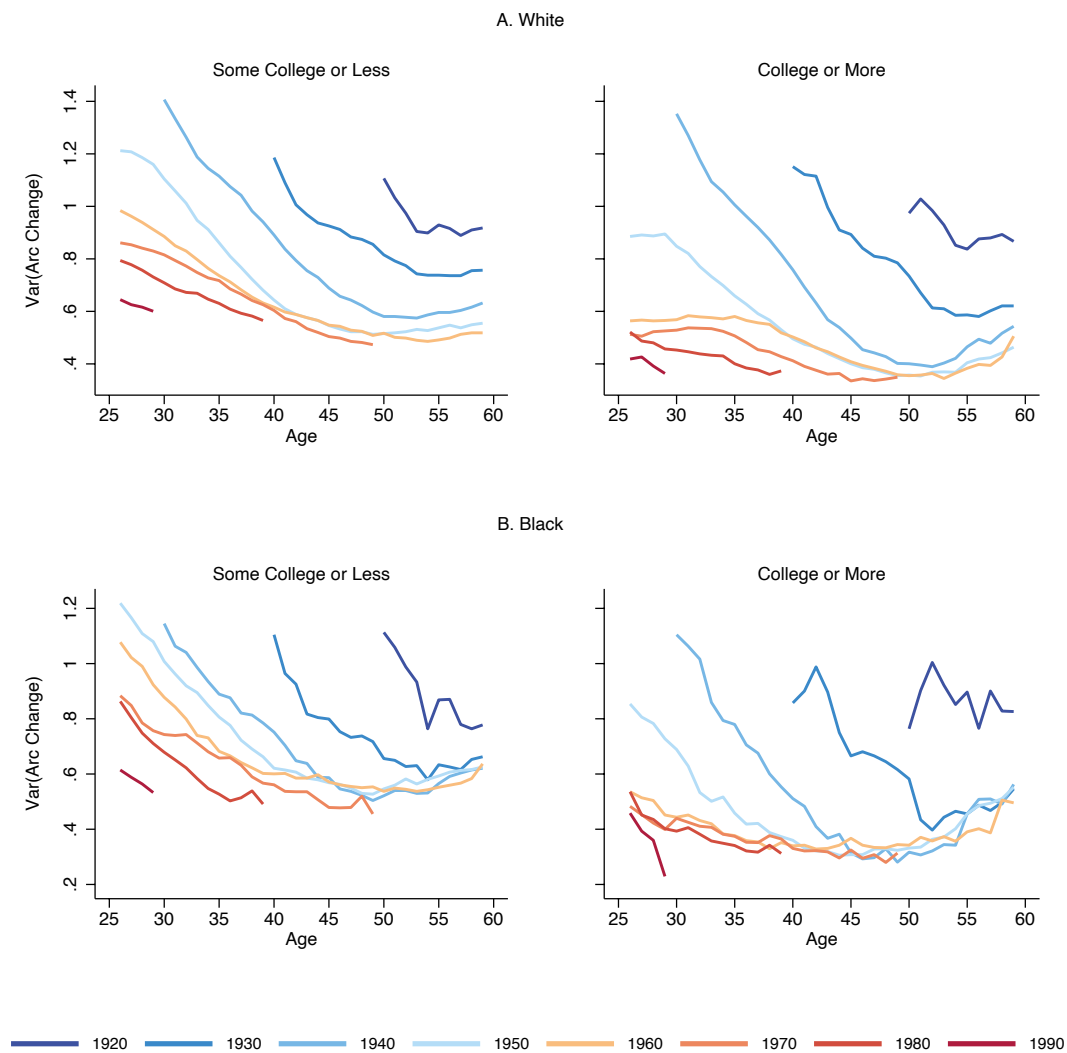 A. White
Some College or Less
College or More
Var(Arc Change)
1.4
1.2
1
.8
.6
.4
25 30 35 40 45 50 55 60
25 30 35 40 45 50 55 60
Age
Age
B. Black
Some College or Less
College or More
Var(Arc Change)
1.2
1
.8
.6
.4
.2
25 30 35 40 45 50 55 60
25 30 35 40 45 50 55 60
Age
Age
1920 1930 1940 1950 1960 1970 1980 1990